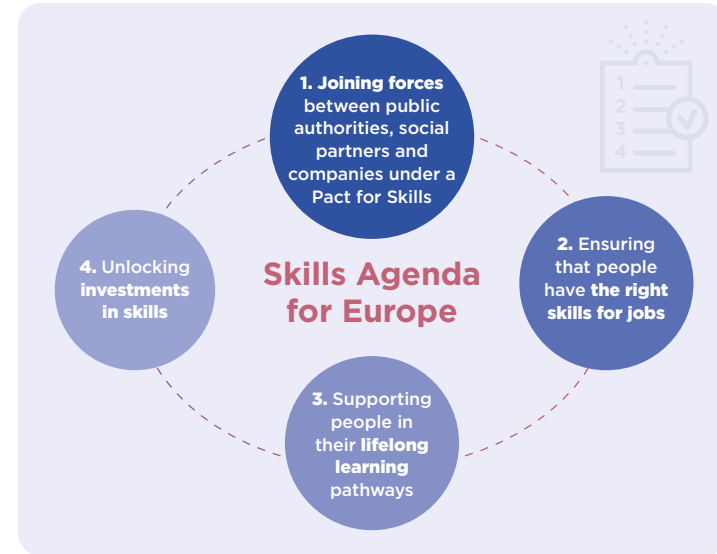 1. Joining forces
between public
authorities, social
partners and
companies under a
Pact for Skills
2. Ensuring
that people
have the right
skills for jobs
3. Supporting
people in
their lifelong
learning
pathways
4. Unlocking
investments
in skills
Skills Agenda
for Europe
1
2
3
4